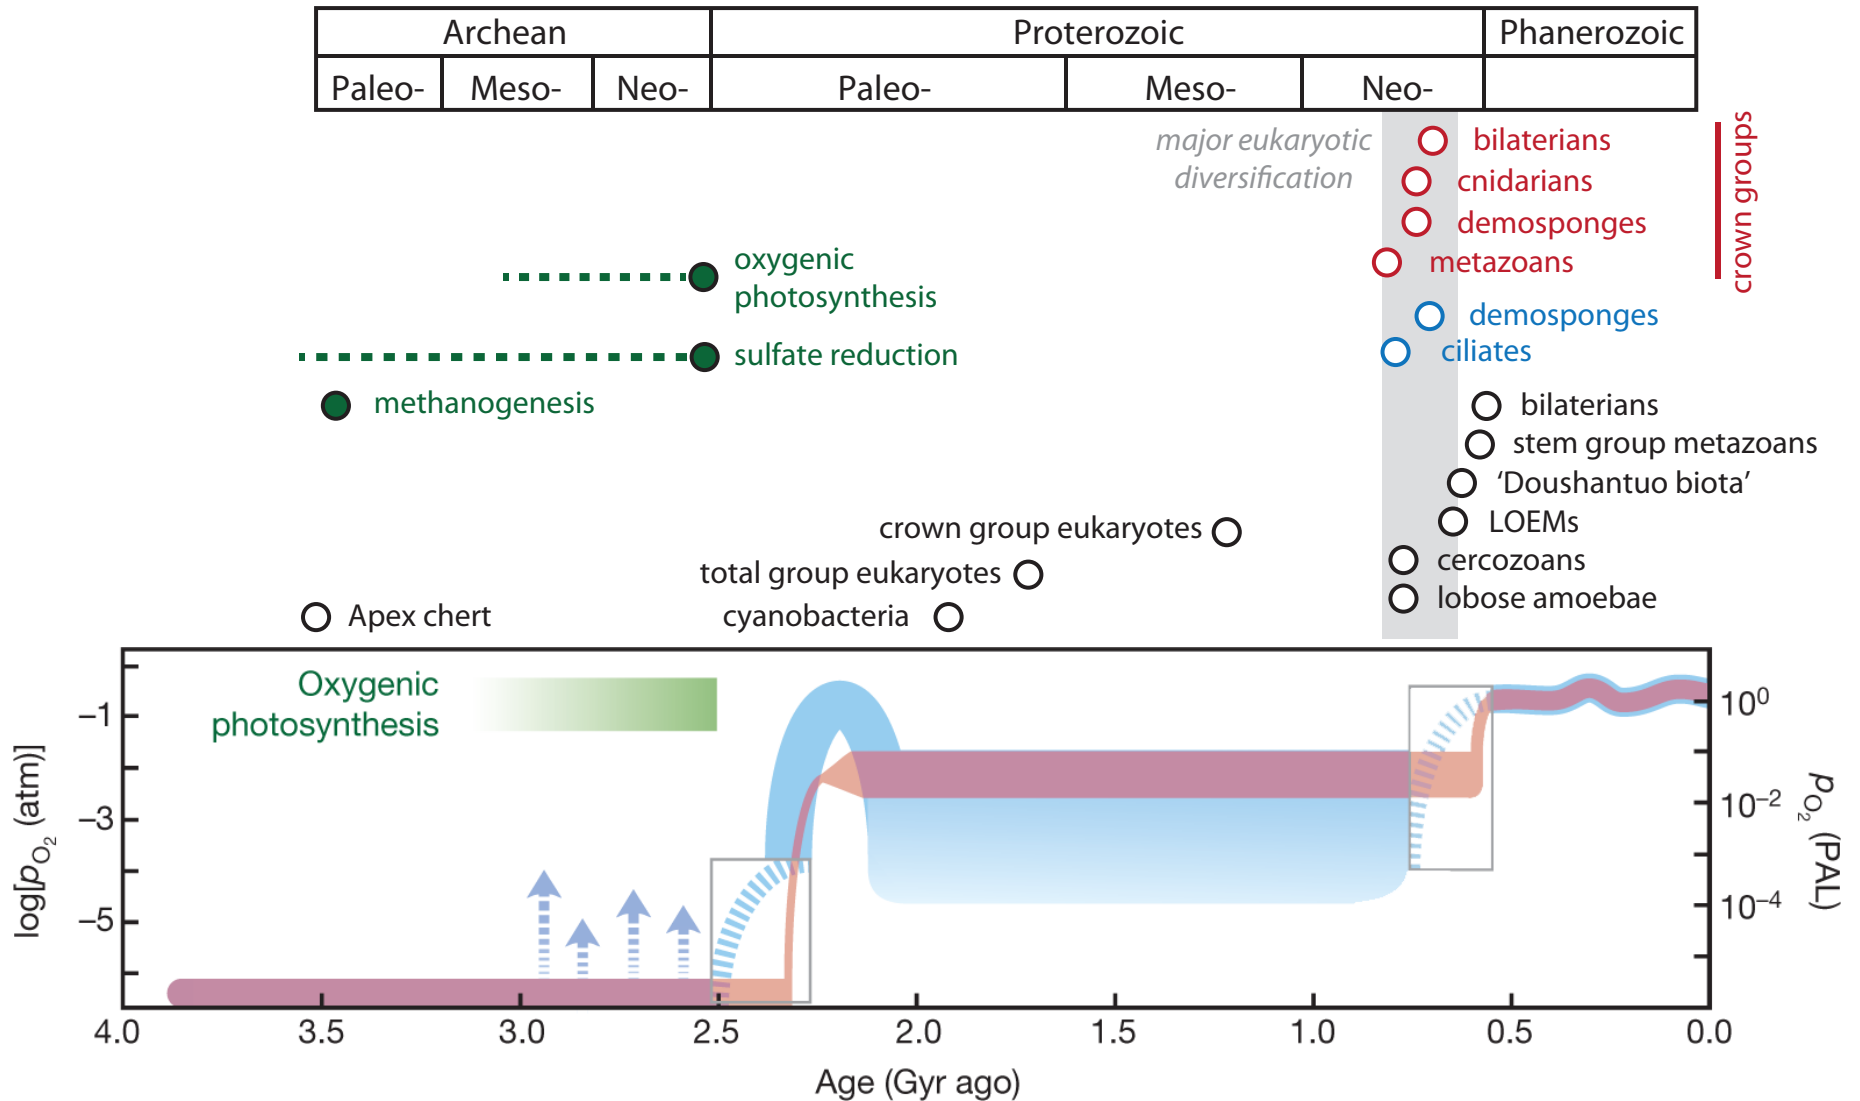 Archean
Proterozoic
Phanerozoic
Paleo-
Meso-
Neo-
Paleo-
Meso-
Neo-
major eukaryotic
diversification
bilaterians
cnidarians
demosponges
metazoans
crown groups
oxygenic
photosynthesis
demosponges
sulfate reduction
ciliates
methanogenesis
bilaterians
stem group metazoans
‘Doushantuo biota’
crown group eukaryotes
LOEMs
total group eukaryotes
cercozoans
Apex chert
cyanobacteria
lobose amoebae
Oxygenic
photosynthesis
–1
–3
–5
log[pO2 (atm)]
10⁰
10⁻²
10⁻⁴
pO2 (PAL)
4.0
3.5
3.0
2.5
2.0
1.5
1.0
0.5
0.0
Age (Gyr ago)